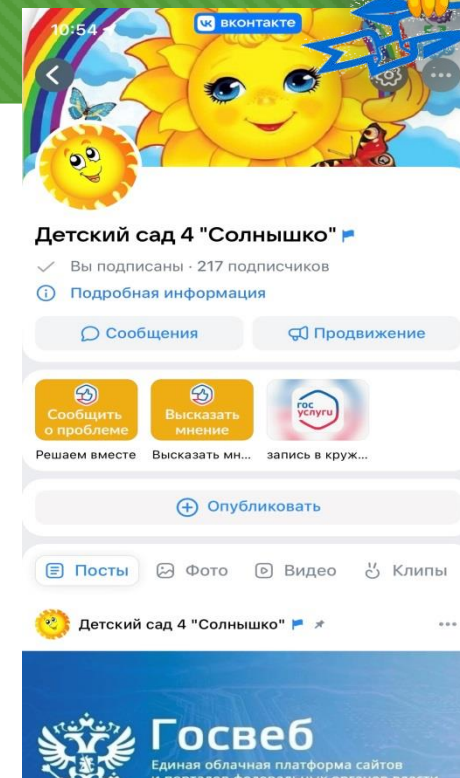 10:54
вконтакте
Детский сад 4 "Солнышко"
Вы подписаны · 217 подписчиков
Подробная информация
Сообщения
Продвижение
Сообщить
о проблеме
Высказать
мнение
гос
услуги
Решаем вместе
Высказать мн...
запись в круж...
Опубликовать
Посты
Фото
Видео
Клипы
Детский сад 4 "Солнышко"
Госвеб
Единая облачная платформа сайтов